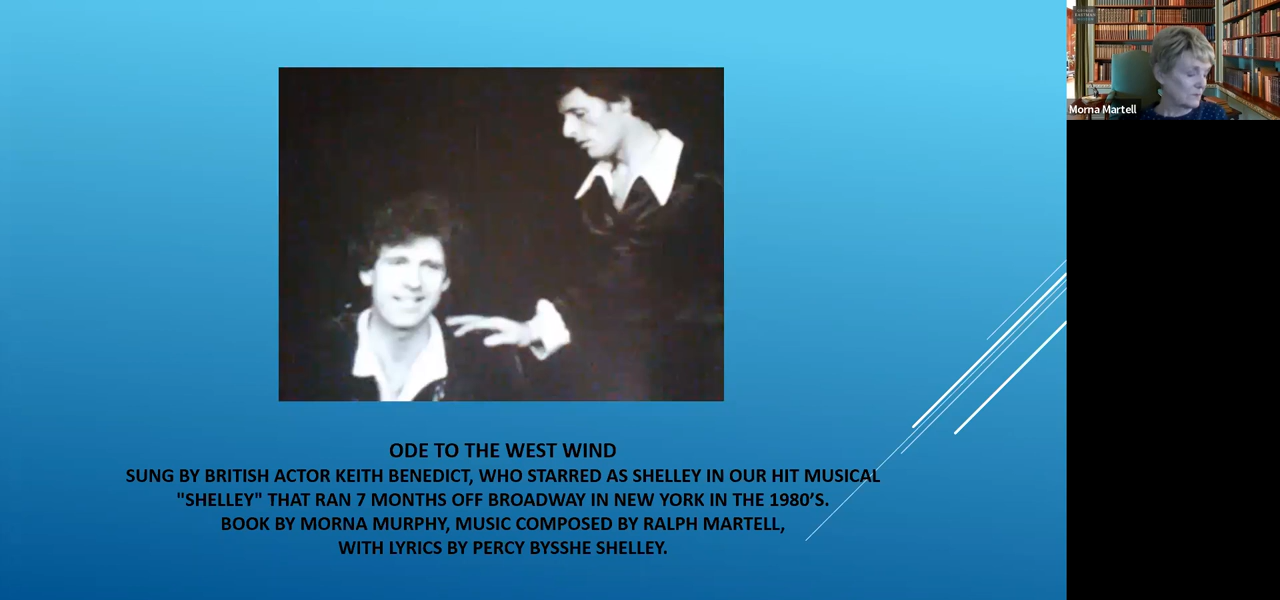 ODE TO THE WEST WIND
SUNG BY BRITISH ACTOR KEITH BENEDICT, WHO STARRED AS SHELLEY IN OUR HIT MUSICAL
"SHELLEY" THAT RAN 7 MONTHS OFF BROADWAY IN NEW YORK IN THE 1980’S.
BOOK BY MORNA MURPHY, MUSIC COMPOSED BY RALPH MARTELL,
WITH LYRICS BY PERCY BYSSHE SHELLEY.
Morna Martell